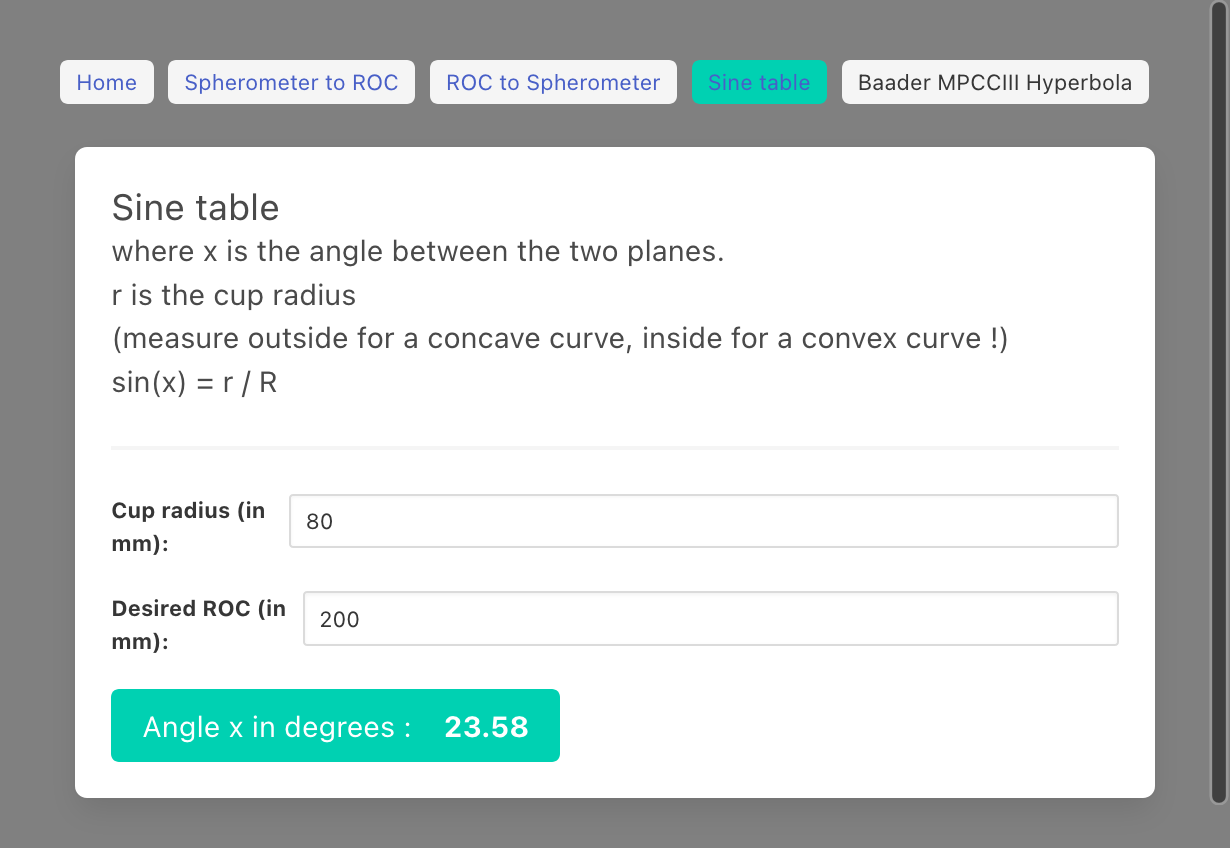 Home Spherometer to ROC ROC to Spherometer Sine table Baader MPCCIII Hyperbola
Sine table
where x is the angle between the two planes.
r is the cup radius
(measure outside for a concave curve, inside for a convex curve !)
sin(x) = r / R
Cup radius (in
mm):
80
Desired ROC (in
mm):
200
Angle x in degrees : 23.58